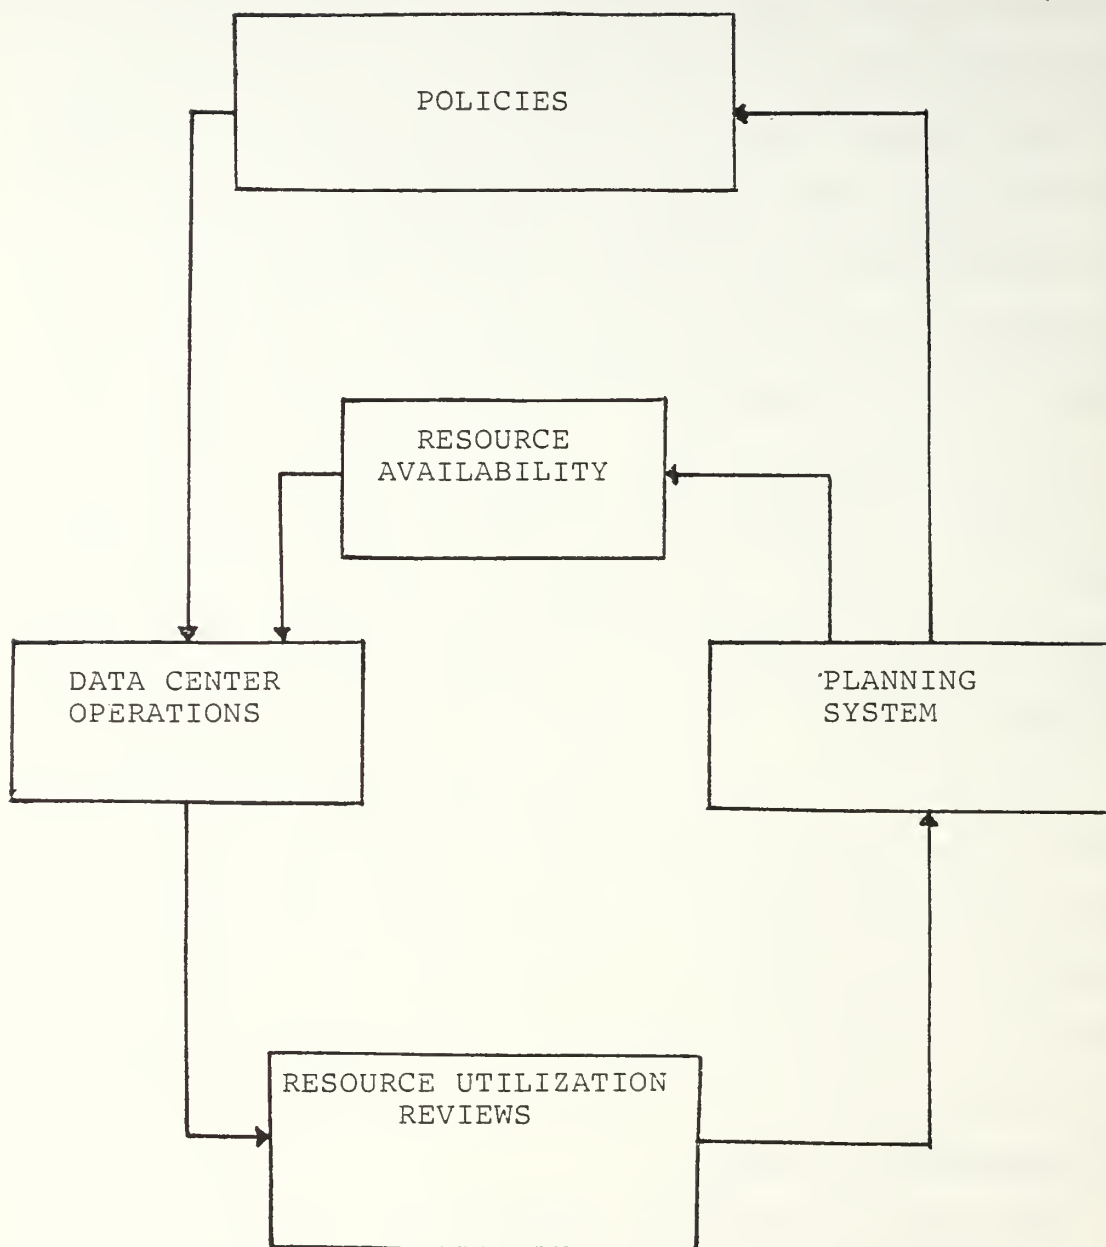 POLICIES
RESOURCE
AVAILABILITY
DATA CENTER
OPERATIONS
PLANNING
SYSTEM
RESOURCE UTILIZATION
REVIEWS